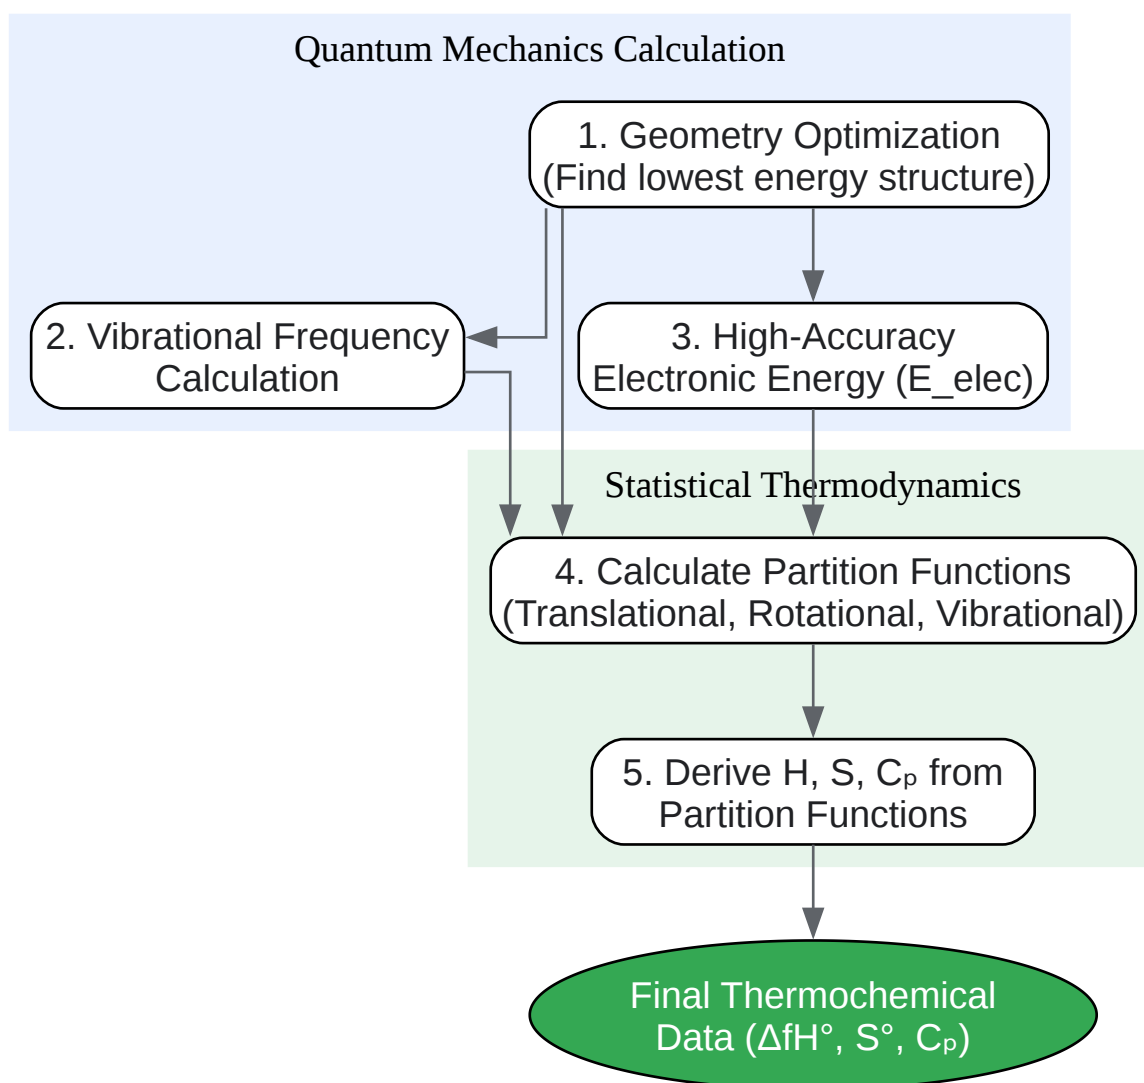 Quantum Mechanics Calculation
1. Geometry Optimization
(Find lowest energy structure)
2. Vibrational Frequency
Calculation
3. High-Accuracy
Electronic Energy (E_elec)
Statistical Thermodynamics
4. Calculate Partition Functions
(Translational, Rotational, Vibrational)
5. Derive H, S, Cₚ from
Partition Functions
Final Thermochemical
Data (ΔfH°, S°, Cₚ)